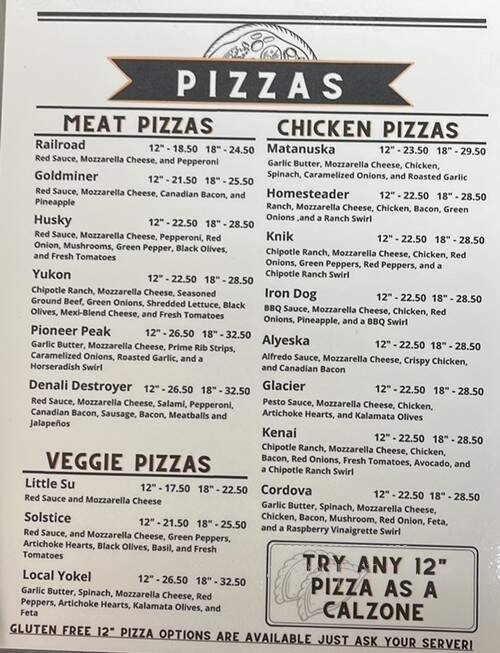 PIZZAS
MEAT PIZZAS
Railroad 12" - 18.50 18" - 24.50
Red Sauce, Mozzarella Cheese, and Pepperoni
Goldminer 12" - 21.50 18" - 25.50
Red Sauce, Mozzarella Cheese, Canadian Bacon, and
Pineapple
Husky 12" - 22.50 18" - 28.50
Red Sauce, Mozzarella Cheese, Pepperoni, Red
Onion, Mushrooms, Green Pepper, Black Olives,
and Fresh Tomatoes
Yukon 12" - 22.50 18" - 28.50
Chipotle Ranch, Mozzarella Cheese, Seasoned
Ground Beef, Green Onions, Shredded Lettuce, Black
Olives, Mexi-Blend Cheese, and Fresh Tomatoes
Pioneer Peak 12" - 26.50 18" - 32.50
Garlic Butter, Mozzarella Cheese, Prime Rib Strips,
Caramelized Onions, Roasted Garlic, and a
Horseradish Swirl
Denali Destroyer 12" - 26.50 18" - 32.50
Red Sauce, Mozzarella Cheese, Salami, Pepperoni,
Canadian Bacon, Sausage, Bacon, Meatballs and
Jalapeños
VEGGIE PIZZAS
Little Su 12" - 17.50 18" - 22.50
Red Sauce and Mozzarella Cheese
Solstice 12" - 21.50 18" - 25.50
Red Sauce, and Mozzarella Cheese, Green Peppers,
Artichoke Hearts, Black Olives, Basil, and Fresh
Tomatoes
Local Yokel 12" - 26.50 18" - 32.50
Garlic Butter, Spinach, Mozzarella Cheese, Red
Peppers, Artichoke Hearts, Kalamata Olives, and
Feta
CHICKEN PIZZAS
Matanuska 12" - 23.50 18" - 29.50
Garlic Butter, Mozzarella Cheese, Chicken,
Spinach, Caramelized Onions, and Roasted Garlic
Homesteader 12" - 22.50 18" - 28.50
Ranch, Mozzarella Cheese, Chicken, Bacon, Green
Onions ,and a Ranch Swirl
Knik 12" - 22.50 18" - 28.50
Chipotle Ranch, Mozzarella Cheese, Chicken, Red
Onions, Green Peppers, Red Peppers, and a
Chipotle Ranch Swirl
Iron Dog 12" - 22.50 18" - 28.50
BBQ Sauce, Mozzarella Cheese, Chicken, Red
Onions, Pineapple, and a BBQ Swirl
Alyeska 12" - 22.50 18" - 28.50
Alfredo Sauce, Mozzarella Cheese, Crispy Chicken,
and Canadian Bacon
Glacier 12" - 22.50 18" - 28.50
Pesto Sauce, Mozzarella Cheese, Chicken,
Artichoke Hearts, and Kalamata Olives
Kenai 12" - 22.50 18" - 28.50
Chipotle Ranch, Mozzarella Cheese, Chicken,
Bacon, Red Onions, Fresh Tomatoes, Avocado, and
a Chipotle Ranch Swirl
Cordova 12" - 22.50 18" - 28.50
Garlic Butter, Spinach, Mozzarella Cheese,
Chicken, Bacon, Mushroom, Red Onion, Feta,
and a Raspberry Vinaigrette Swirl
TRY ANY 12"
PIZZA AS A
CALZONE
GLUTEN FREE 12" PIZZA OPTIONS ARE AVAILABLE JUST ASK YOUR SERVER!